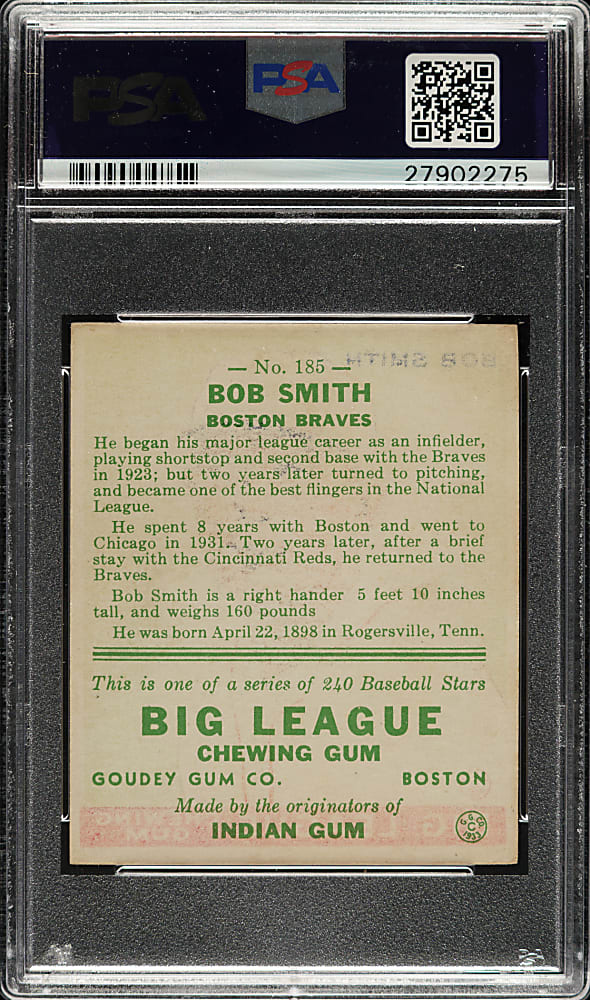 PSA
PSA
27902275
BOB SMITH
— No. 185 —
BOB SMITH
BOSTON BRAVES
He began his major league career as an infielder,
playing shortstop and second base with the Braves
in 1923; but two years later turned to pitching,
and became one of the best flingers in the National
League.
He spent 8 years with Boston and went to
Chicago in 1931. Two years later, after a brief
stay with the Cincinnati Reds, he returned to the
Braves.
Bob Smith is a right hander 5 feet 10 inches
tall, and weighs 160 pounds
He was born April 22, 1898 in Rogersville, Tenn.
This is one of a series of 240 Baseball Stars
BIG LEAGUE
CHEWING GUM
GOUDEY GUM CO. BOSTON
Made by the originators of
INDIAN GUM
G. G. CO.
C
1933